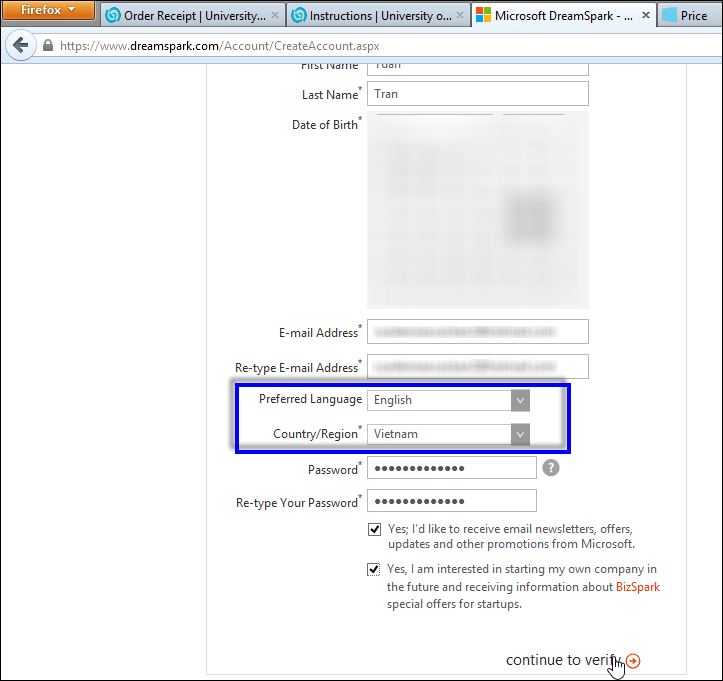 Firefox
Order Receipt | University...
Instructions | University o...
Microsoft DreamSpark - ...
Price
https://www.dreamspark.com/Account/CreateAccount.aspx
First Name Tuan
Last Name* Tran
Date of Birth*
E-mail Address*
Re-type E-mail Address*
Preferred Language English
Country/Region* Vietnam
Password* •••••••••••••
?
Re-type Your Password* •••••••••••••
Yes; I'd like to receive email newsletters, offers,
updates and other promotions from Microsoft.
Yes, I am interested in starting my own company in
the future and receiving information about BizSpark
special offers for startups.
continue to verify